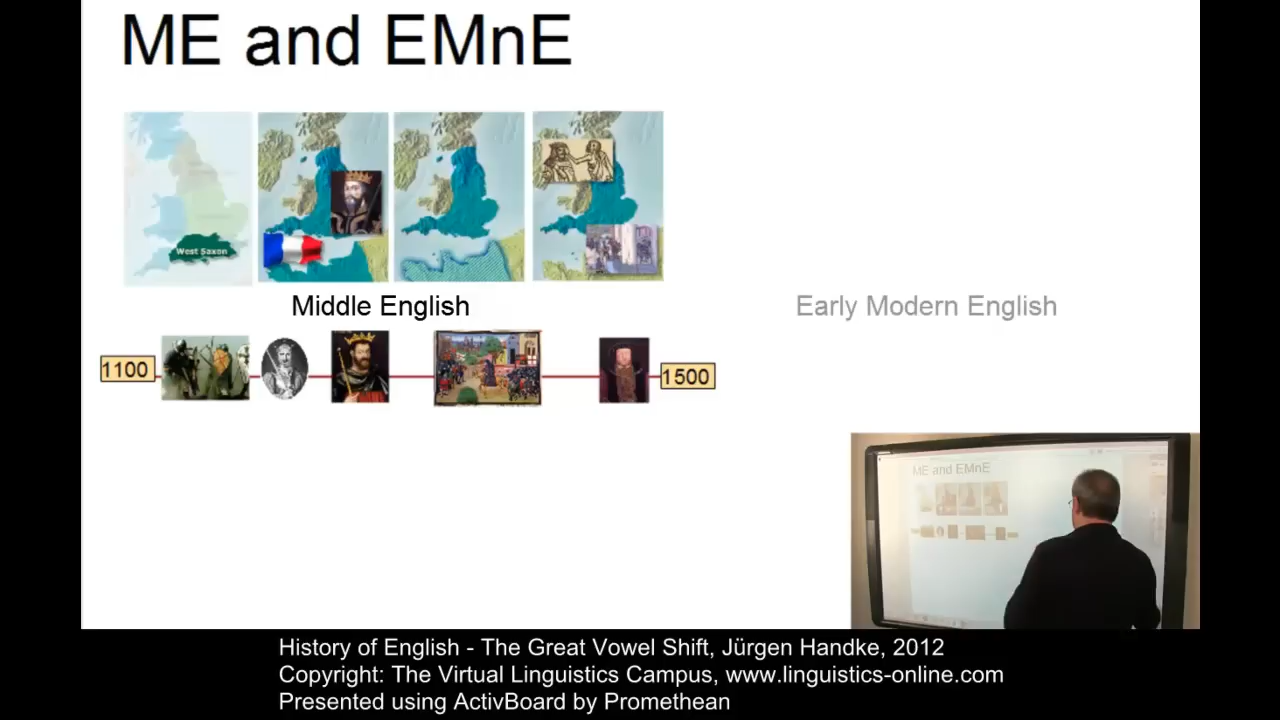 ME and EMnE
West Saxon
Middle English
Early Modern English
1100
1500
ME and EMnE
History of English - The Great Vowel Shift, Jürgen Handke, 2012
Copyright: The Virtual Linguistics Campus, www.linguistics-online.com
Presented using ActivBoard by Promethean